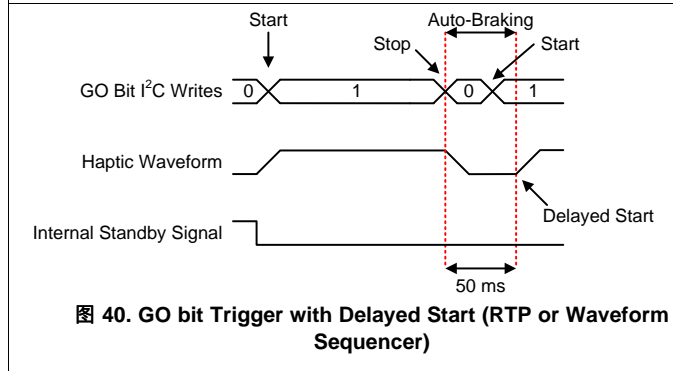 Start
Auto-Braking
Stop
Start
GO Bit I²C Writes
0
1
0
1
Haptic Waveform
Delayed Start
Internal Standby Signal
50 ms
图 40. GO bit Trigger with Delayed Start (RTP or Waveform
Sequencer)